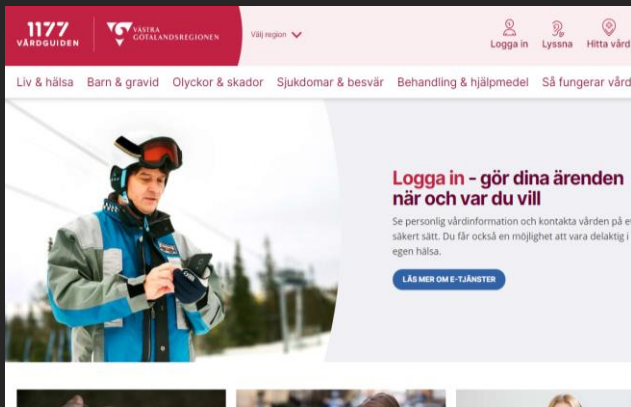 1177
VÅRDGUIDEN
VÄSTRA
GÖTALANDSREGIONEN
Välj region
Logga in
Lyssna
Hitta vård
Liv & hälsa
Barn & gravid
Olyckor & skador
Sjukdomar & besvär
Behandling & hjälpmedel
Så fungerar vård
Logga in - gör dina ärenden
när och var du vill
Se personlig vårdinformation och kontakta vården på e
säkert sätt. Du får också en möjlighet att vara delaktig i
egen hälsa.
LÄS MER OM E-TJÄNSTER